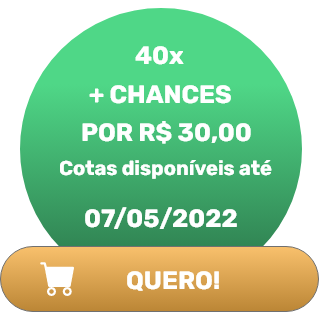 40x
+ CHANCES
POR R$ 30,00
Cotas disponíveis até
07/05/2022
QUERO!